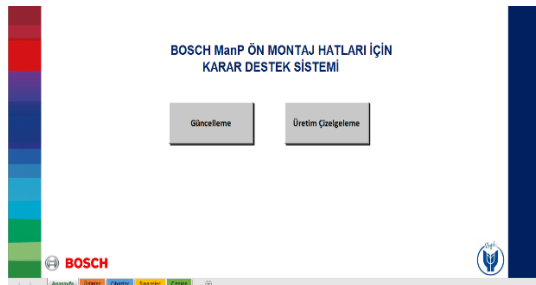 BOSCH ManP ÖN MONTAJ HATLARI İÇİN
KARAR DESTEK SİSTEMİ
Güncelleme
Üretim Çizelgeleme
BOSCH